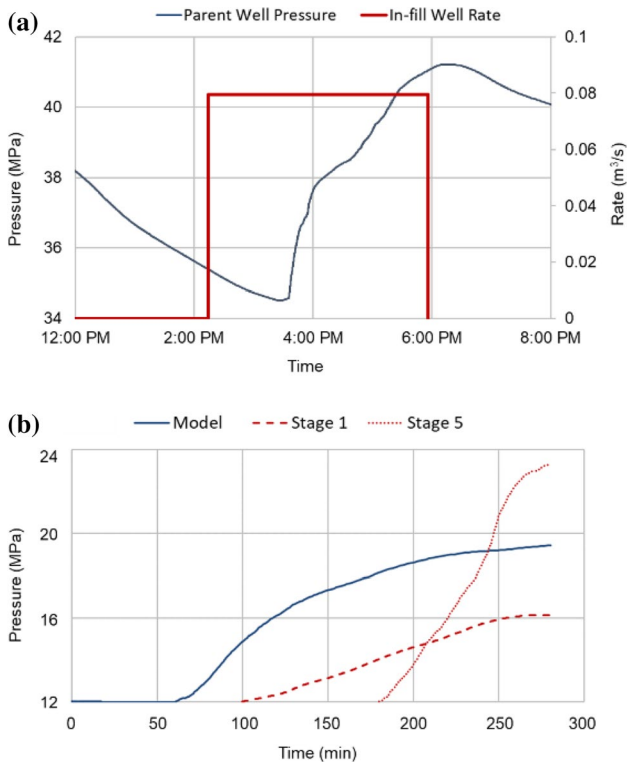 (a)
Parent Well Pressure In-fill Well Rate
42 0.1
40 0.08
38 0.06
36 0.04
35 0.02
34 0
Pressure (MPa)
Rate (m³/s)
12:00 PM 2:00 PM 4:00 PM 6:00 PM 8:00 PM
Time
(b)
Model Stage 1 Stage 5
24
20
16
12
Pressure (MPa)
0 50 100 150 200 250 300
Time (min)